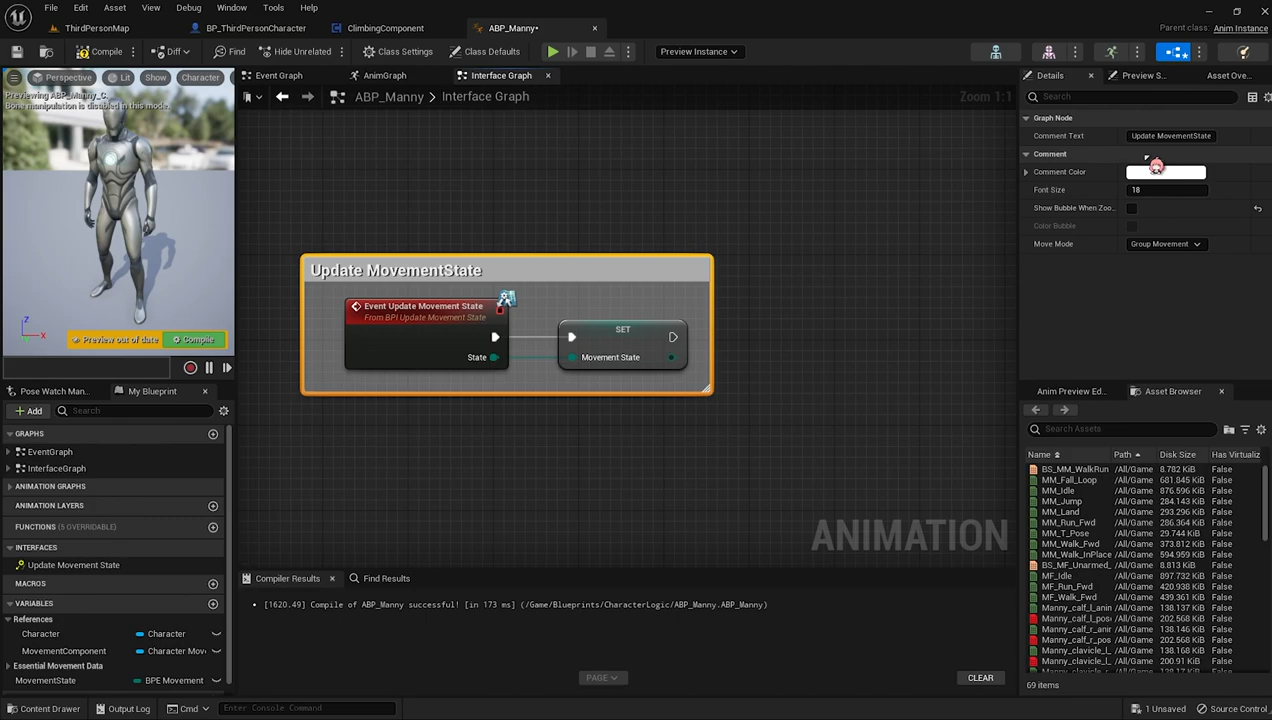 File Edit Asset View Debug Window Tools Help
ThirdPersonMap BP_ThirdPersonCharacter ClimbingComponent ABP_Manny•
Parent class: Anim Instance
Compile Diff Find Hide Unrelated Class Settings Class Defaults Preview Instance
Perspective Lit Show Character
Previewing ABP_Manny_C.
Bone manipulation is disabled in this mode.
Event Graph AnimGraph Interface Graph
ABP_Manny > Interface Graph
Zoom 1:1
Update MovementState
Event Update Movement State
From BPI Update Movement State
State
SET
Movement State
ANIMATION
Z
X
Preview out of date
Compile
Pose Watch Man...
My Blueprint
Add
Search
GRAPHS
EventGraph
InterfaceGraph
ANIMATION GRAPHS
ANIMATION LAYERS
FUNCTIONS (5 OVERRIDABLE)
INTERFACES
Update Movement State
MACROS
VARIABLES
References
Character Character
MovementComponent Character Mov
Essential Movement Data
MovementState BPE Movement
Compiler Results
Find Results
[1620.49] Compile of ABP_Manny successful! [in 173 ms] (/Game/Blueprints/CharacterLogic/ABP_Manny.ABP_Manny)
PAGE
CLEAR
Details Preview S... Asset Ove...
Search
Graph Node
Comment Text Update MovementState
Comment
Comment Color
Font Size 18
Show Bubble When Zoo...
Color Bubble
Move Mode Group Movement
Anim Preview Ed...
Asset Browser
Search Assets
Name Path Disk Size Has Virtualiz
BS_MM_WalkRun /All/Game 8.782 KiB False
MM_Fall_Loop /All/Game 681.845 KiB False
MM_Idle /All/Game 876.596 KiB False
MM_Jump /All/Game 284.143 KiB False
MM_Land /All/Game 293.296 KiB False
MM_Run_Fwd /All/Game 286.364 KiB False
MM_T_Pose /All/Game 29.744 KiB False
MM_Walk_Fwd /All/Game 373.812 KiB False
MM_Walk_InPlace /All/Game 594.959 KiB False
BS_MF_Unarmed_ /All/Game 8.813 KiB False
MF_Idle /All/Game 897.732 KiB False
MF_Run_Fwd /All/Game 420.938 KiB False
MF_Walk_Fwd /All/Game 439.361 KiB False
Manny_calf_l_anin /All/Game 138.137 KiB False
Manny_calf_l_pos /All/Game 202.568 KiB False
Manny_calf_r_anir /All/Game 138.146 KiB False
Manny_calf_r_pos /All/Game 202.568 KiB False
Manny_clavicle_l_ /All/Game 138.168 KiB False
Manny_clavicle_l_ /All/Game 200.91 KiB False
69 items
Content Drawer Output Log Cmd Enter Console Command
1 Unsaved Source Control